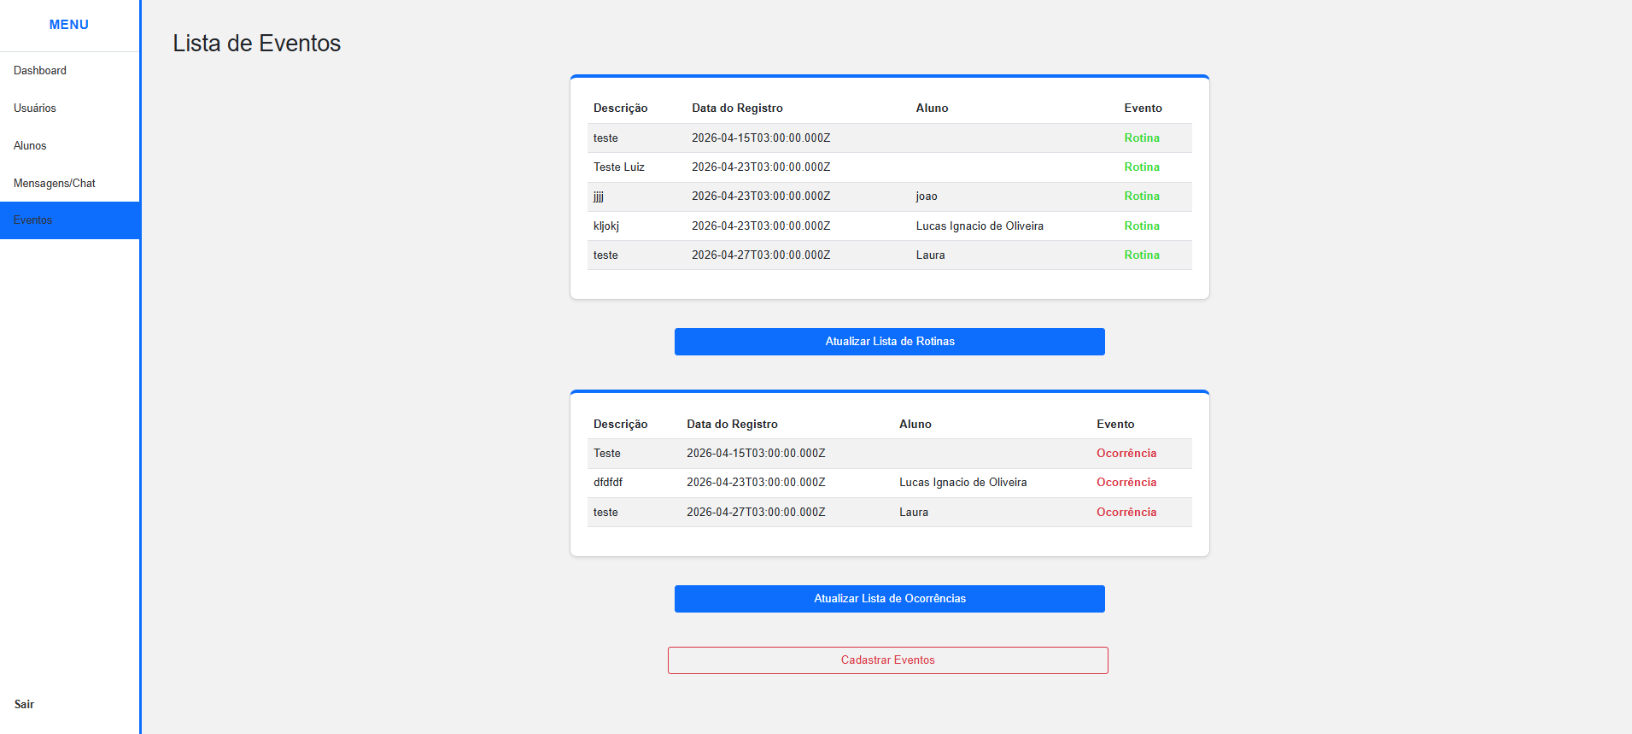 MENU
Dashboard
Usuários
Alunos
Mensagens/Chat
Eventos
Sair
Lista de Eventos
Descrição Data do Registro Aluno Evento
teste 2026-04-15T03:00:00.000Z Rotina
Teste Luiz 2026-04-23T03:00:00.000Z Rotina
jjjj 2026-04-23T03:00:00.000Z joao Rotina
kljokj 2026-04-23T03:00:00.000Z Lucas Ignacio de Oliveira Rotina
teste 2026-04-27T03:00:00.000Z Laura Rotina
Atualizar Lista de Rotinas
Descrição Data do Registro Aluno Evento
Teste 2026-04-15T03:00:00.000Z Ocorrência
dfdfdf 2026-04-23T03:00:00.000Z Lucas Ignacio de Oliveira Ocorrência
teste 2026-04-27T03:00:00.000Z Laura Ocorrência
Atualizar Lista de Ocorrências
Cadastrar Eventos